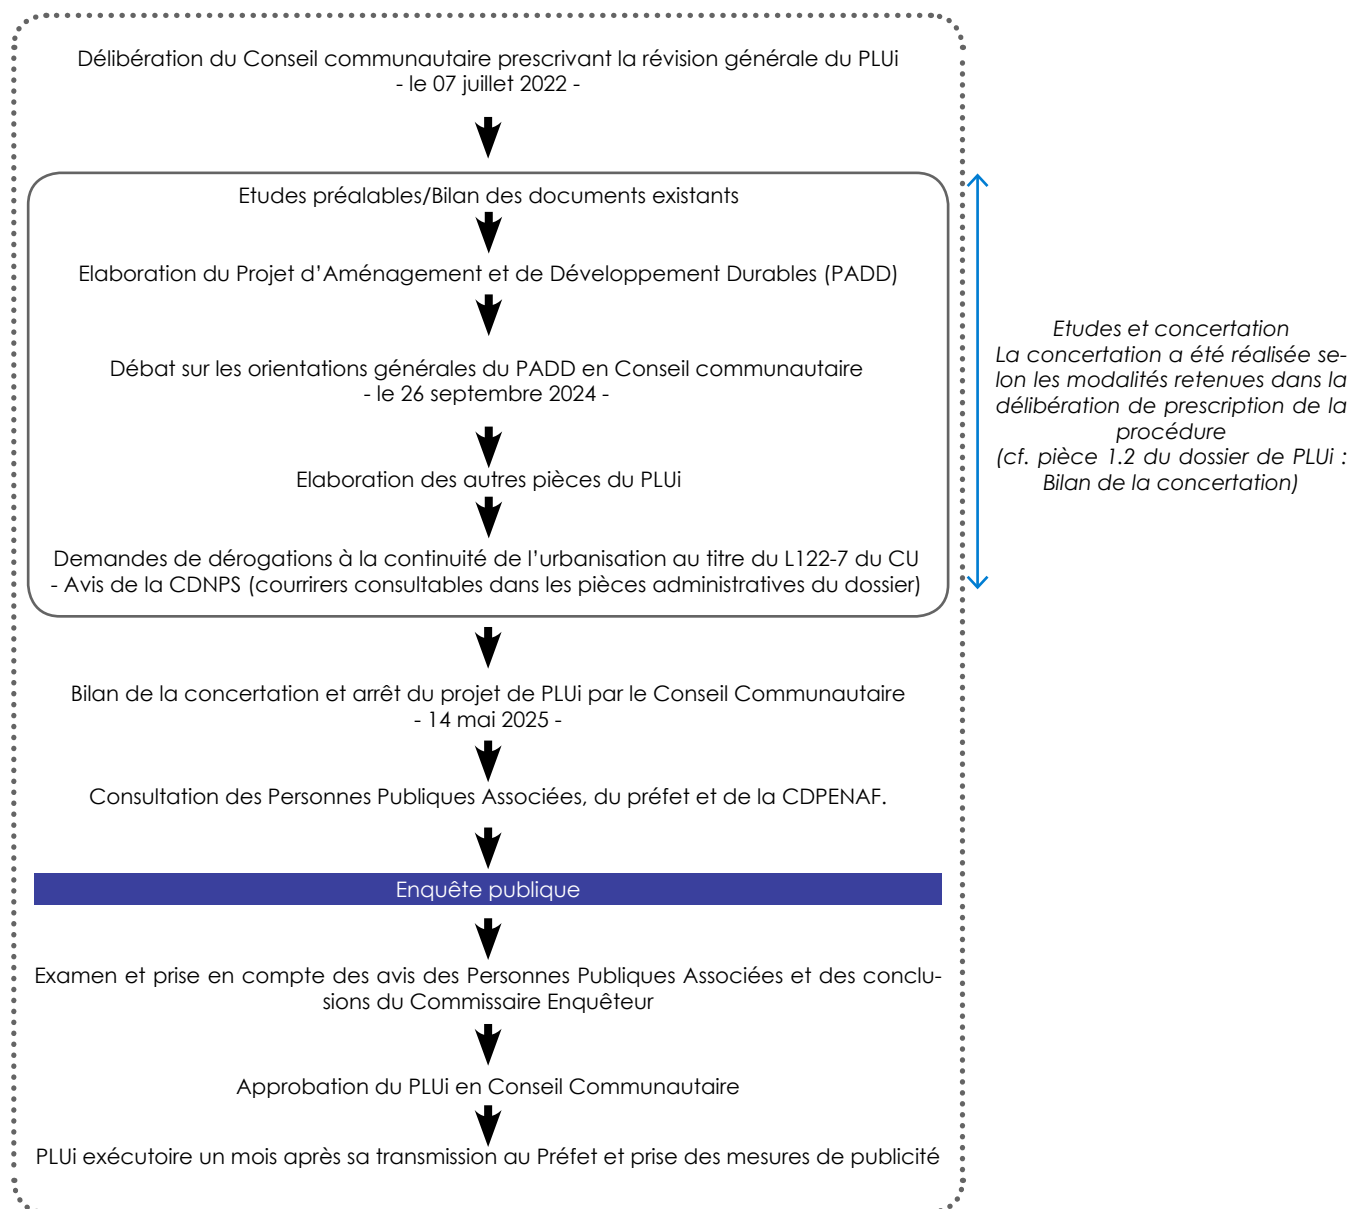 Délibération du Conseil communautaire prescrivant la révision générale du PLUi
- le 07 juillet 2022 -
Etudes préalables/Bilan des documents existants
Elaboration du Projet d’Aménagement et de Développement Durables (PADD)
Débat sur les orientations générales du PADD en Conseil communautaire
- le 26 septembre 2024 -
Elaboration des autres pièces du PLUi
Demandes de dérogations à la continuité de l’urbanisation au titre du L122-7 du CU
- Avis de la CDNPS (courrirers consultables dans les pièces administratives du dossier)
Etudes et concertation
La concertation a été réalisée se-
lon les modalités retenues dans la
délibération de prescription de la
procédure
(cf. pièce 1.2 du dossier de PLUi :
Bilan de la concertation)
Bilan de la concertation et arrêt du projet de PLUi par le Conseil Communautaire
- 14 mai 2025 -
Consultation des Personnes Publiques Associées, du préfet et de la CDPENAF.
Enquête publique
Examen et prise en compte des avis des Personnes Publiques Associées et des conclu-
sions du Commissaire Enquêteur
Approbation du PLUi en Conseil Communautaire
PLUi exécutoire un mois après sa transmission au Préfet et prise des mesures de publicité